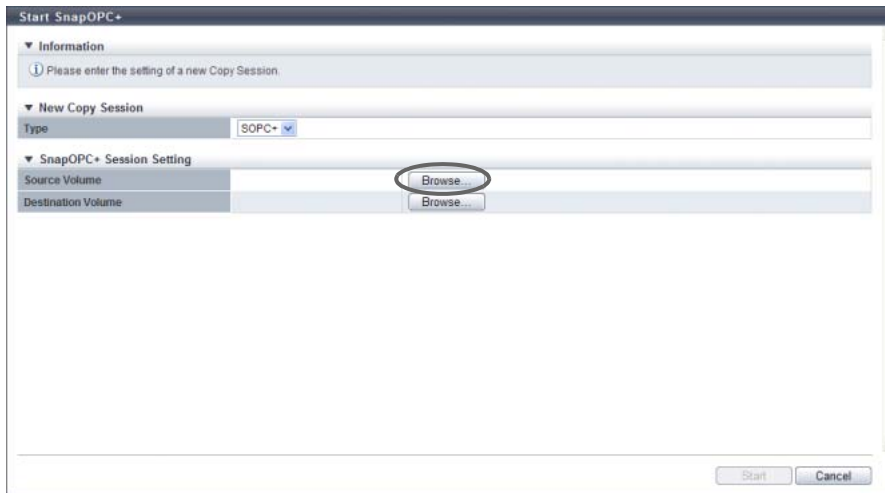 Start SnapOPC+
Information
Please enter the setting of a new Copy Session.
New Copy Session
Type SOPC+
SnapOPC+ Session Setting
Source Volume Browse...
Destination Volume Browse...
Start Cancel